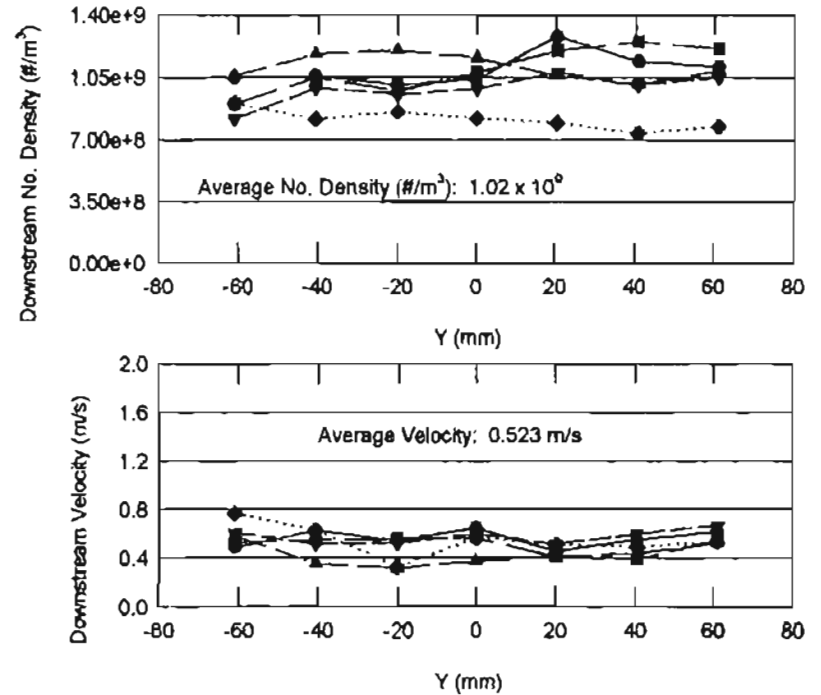 Downstream No. Density (#/m³)
1.40e+9
1.05e+9
7.00e+8
3.50e+8
0.00e+0
Average No. Density (#/m³): 1.02 x 10⁹
-80 -60 -40 -20 0 20 40 60 80
Y (mm)
Downstream Velocity (m/s)
2.0
1.6
1.2
0.8
0.4
0.0
Average Velocity: 0.523 m/s
-80 -60 -40 -20 0 20 40 60 80
Y (mm)